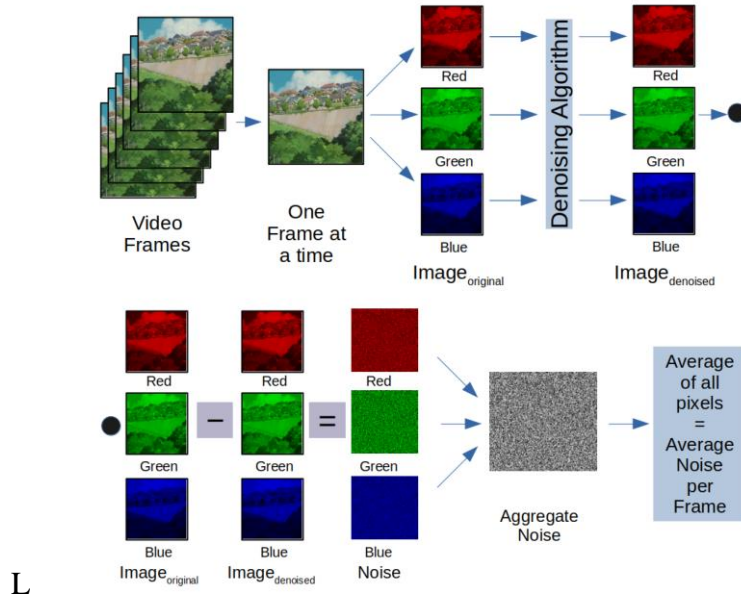 Red
Red
Green
Green
Denoising Algorithm
Video
Frames
One
Frame at
a time
Blue
Blue
Image original
Image denoised
Red
Red
Red
−
=
Green
Green
Green
Average
of all
pixels
=
Average
Noise
per
Frame
Aggregate
Noise
Blue
Blue
Blue
Image original
Image denoised
Noise
L